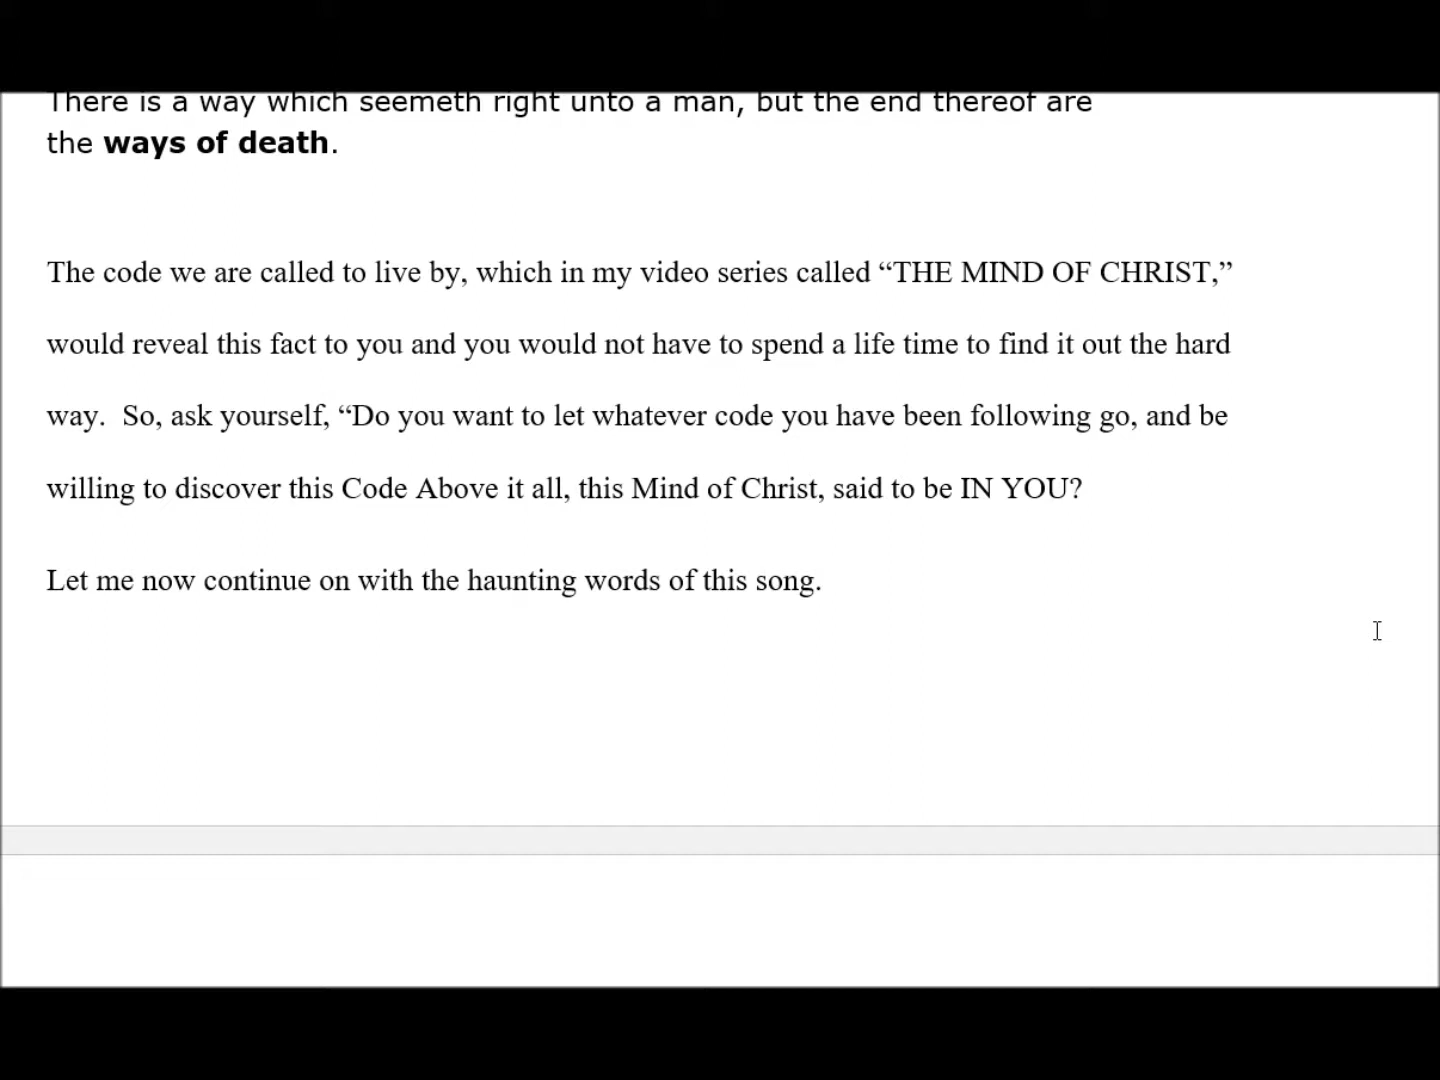 There is a way which seemeth right unto a man, but the end thereof are
the ways of death.
The code we are called to live by, which in my video series called “THE MIND OF CHRIST,”
would reveal this fact to you and you would not have to spend a life time to find it out the hard
way.  So, ask yourself, “Do you want to let whatever code you have been following go, and be
willing to discover this Code Above it all, this Mind of Christ, said to be IN YOU?
Let me now continue on with the haunting words of this song.